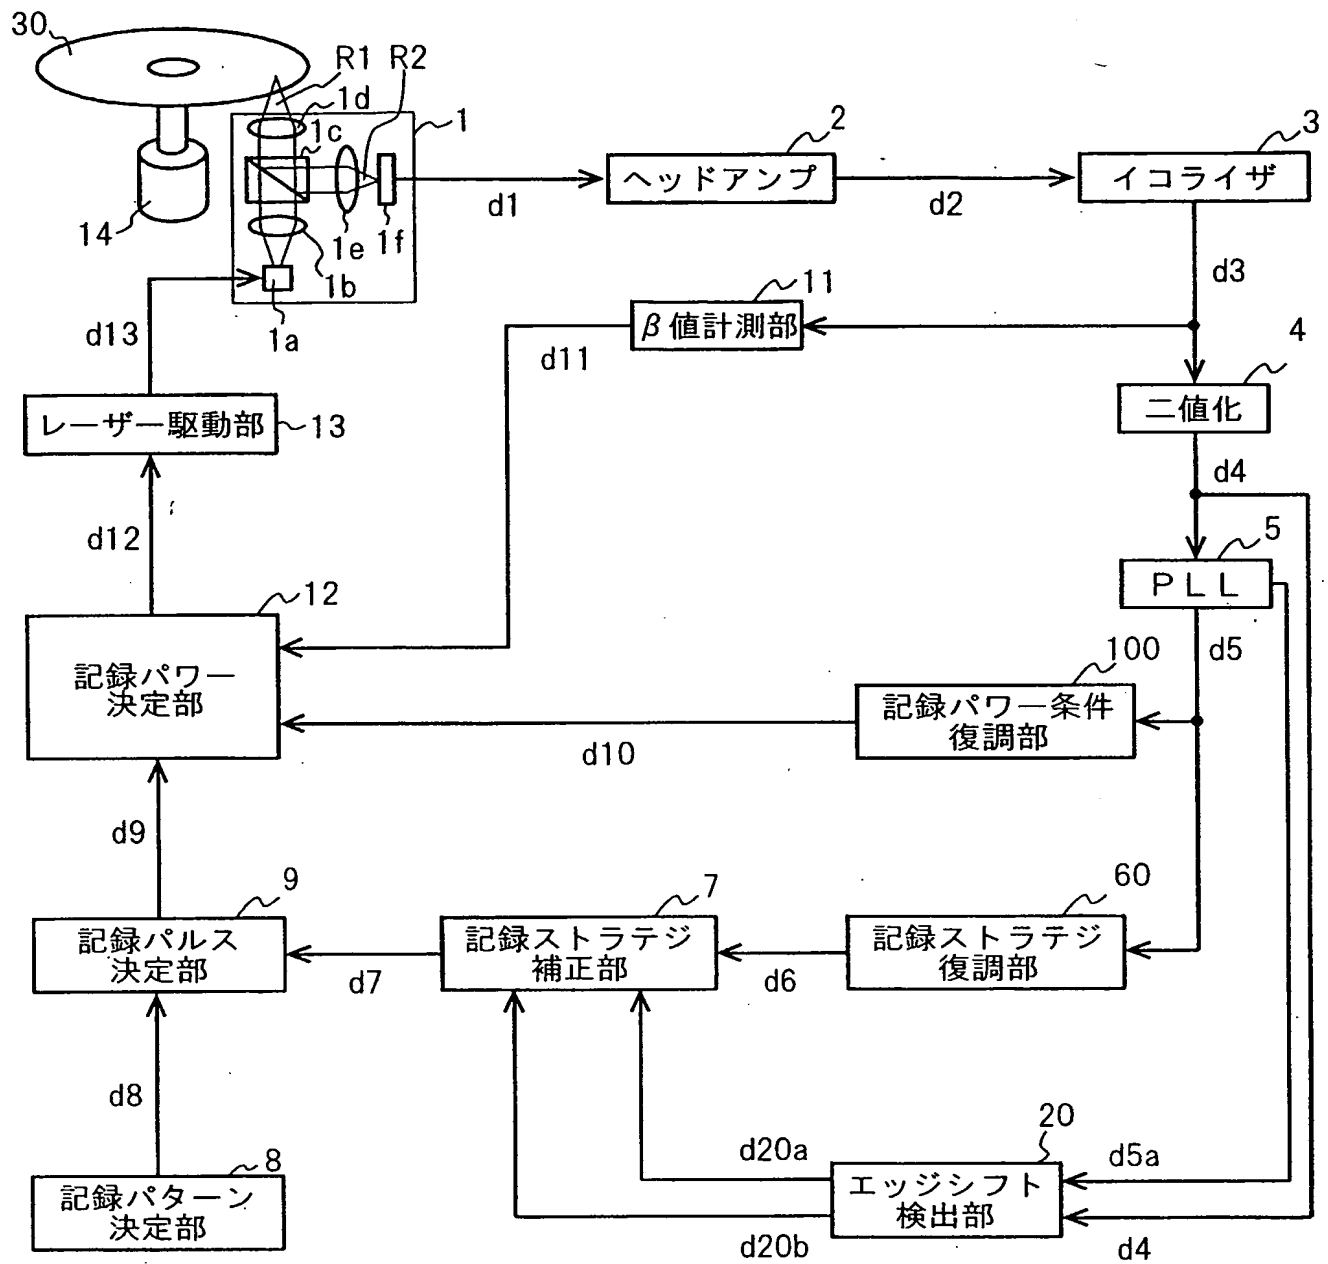 30
R1 R2
1d
1c
1
14
1e
1f
1b
1a
d1
2
ヘッドアンプ
d2
3
イコライザ
d3
11
β値計測部
d11
4
二値化
d4
d13
レーザー駆動部
13
d12
5
PLL
d5
12
記録パワー
決定部
100
記録パワー条件
復調部
d10
d9
9
記録パルス
決定部
d7
7
記録ストラテジ
補正部
d6
60
記録ストラテジ
復調部
d8
8
記録パターン
決定部
d20a
d20b
20
エッジシフト
検出部
d5a
d4